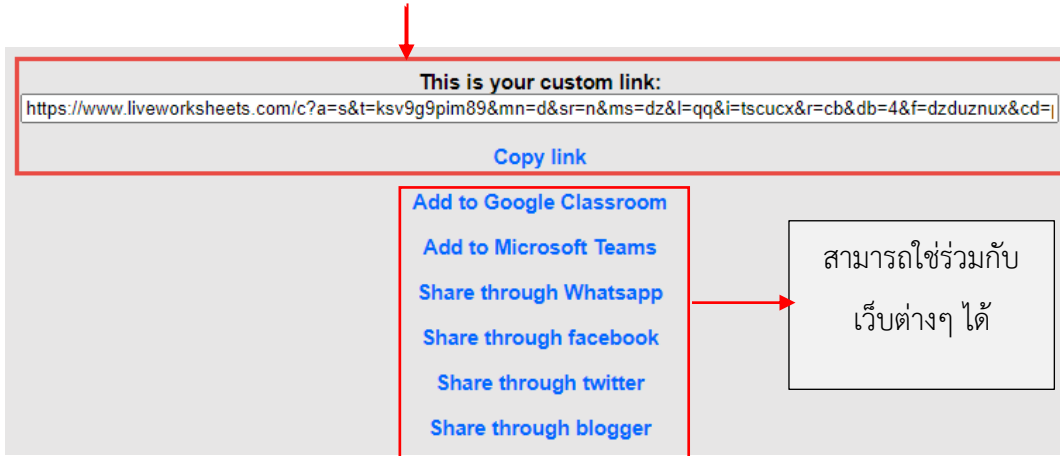 This is your custom link:
https://www.liveworksheets.com/c?a=s&t=ksv9g9pim89&mn=d&sr=n&ms=dz&l=qq&i=tscucx&r=cb&db=4&f=dzduznux&cd=
Copy link
Add to Google Classroom
Add to Microsoft Teams
Share through Whatsapp
Share through facebook
Share through twitter
Share through blogger
สามารถใช่ร่วมกับ
เว็บต่างๆ ได้